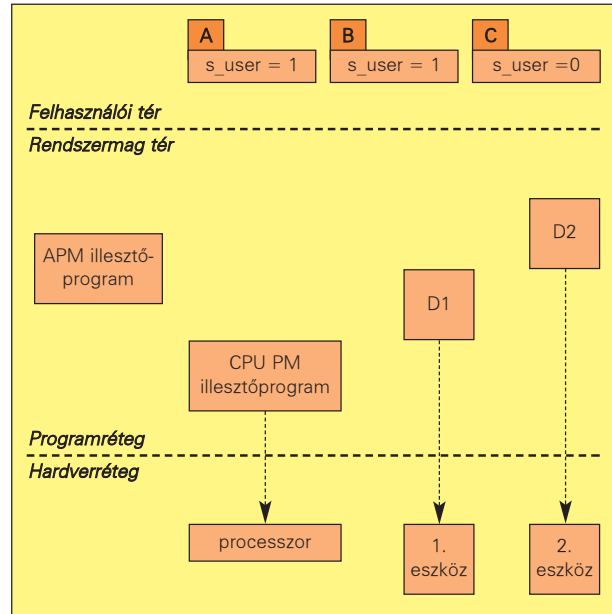 A
s_user = 1
B
s_user = 1
C
s_user =0
Felhasználói tér
Rendszermag tér
APM illesztő-
program
D2
D1
CPU PM
illesztőprogram
Programréteg
Hardverréteg
processzor
1.
eszköz
2.
eszköz